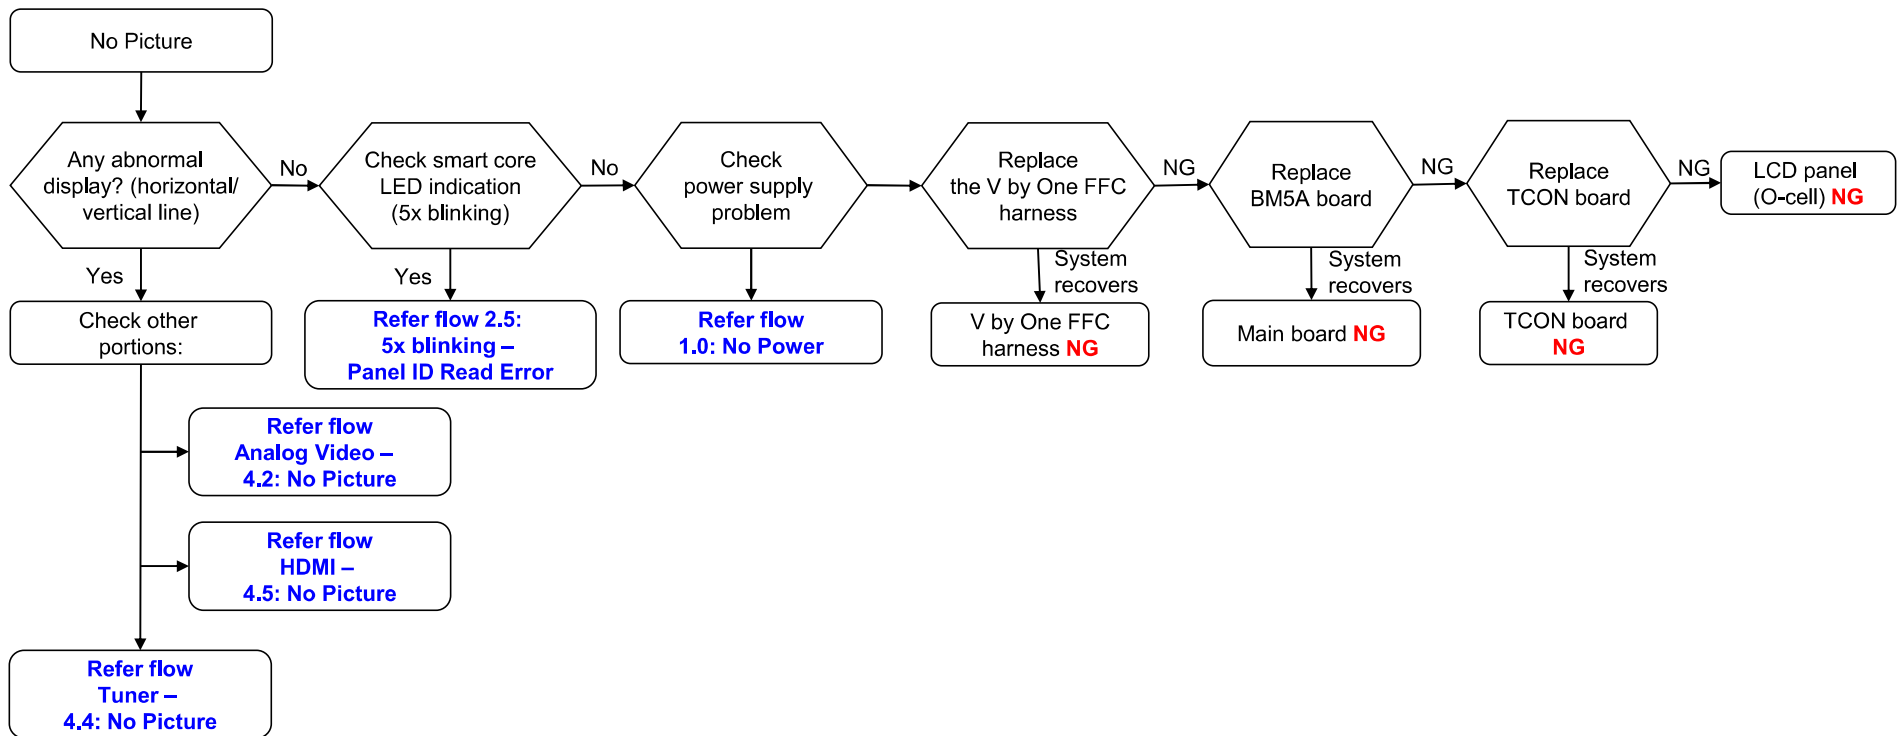 No Picture
Any abnormal
display? (horizontal/
vertical line)
No
Check smart core
LED indication
(5x blinking)
No
Check
power supply
problem
Replace
the V by One FFC
harness
NG
Replace
BM5A board
NG
Replace
TCON board
NG
LCD panel
(O-cell) NG
Yes
Yes
System
recovers
System
recovers
System
recovers
Check other
portions:
Refer flow 2.5:
5x blinking –
Panel ID Read Error
Refer flow
1.0: No Power
V by One FFC
harness NG
Main board NG
TCON board
NG
Refer flow
Analog Video –
4.2: No Picture
Refer flow
HDMI –
4.5: No Picture
Refer flow
Tuner –
4.4: No Picture